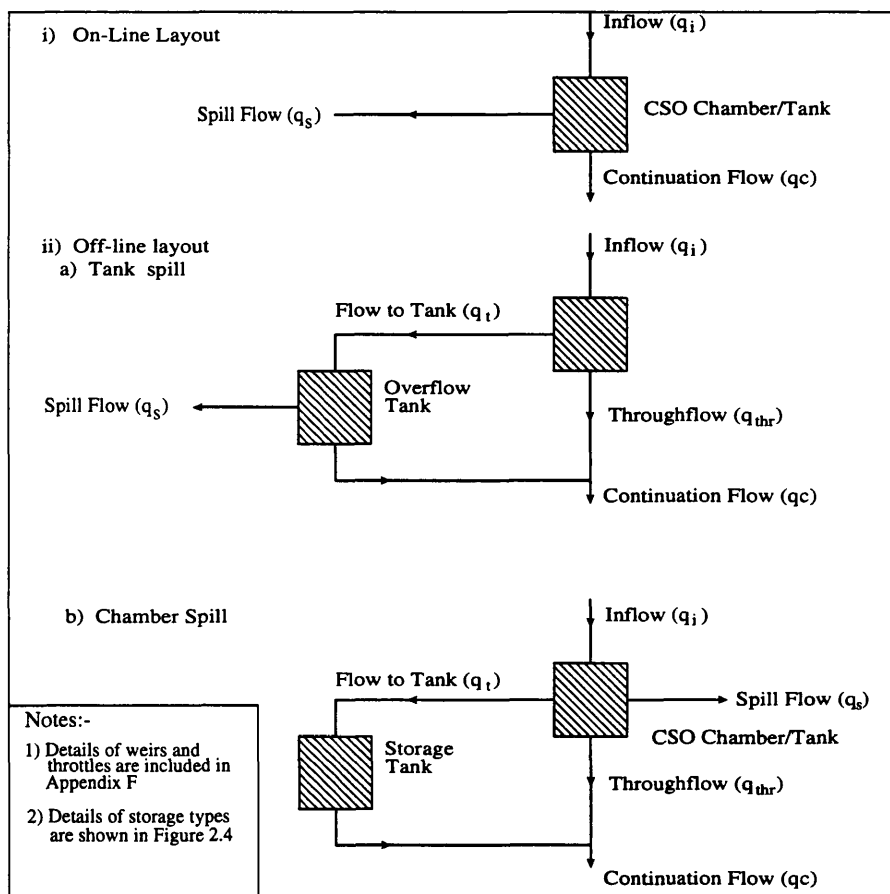 i) On-Line Layout
Inflow (qi)
Spill Flow (qS)
CSO Chamber/Tank
Continuation Flow (qc)
ii) Off-line layout
a) Tank spill
Inflow (qi)
Flow to Tank (qt)
Overflow
Tank
Spill Flow (qS)
Throughflow (qthr)
Continuation Flow (qc)
b) Chamber Spill
Inflow (qi)
Flow to Tank (qt)
Spill Flow (qs)
CSO Chamber/Tank
Storage
Tank
Throughflow (qthr)
Continuation Flow (qc)
Notes:-
1) Details of weirs and
throttles are included in
Appendix F
2) Details of storage types
are shown in Figure 2.4